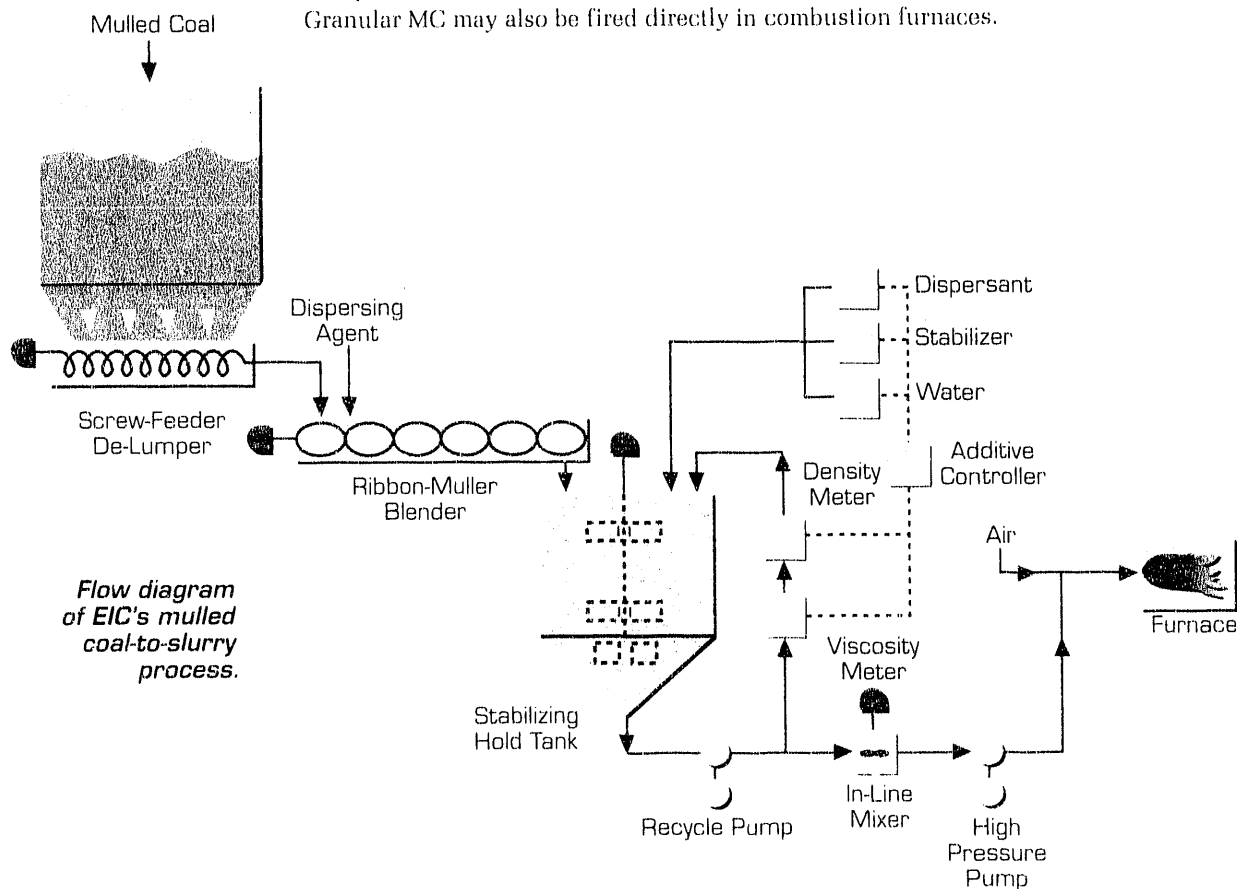 Granular MC may also be fired directly in combustion furnaces.
Mulled Coal
Dispersing
Agent
Screw-Feeder
De-Lumper
Ribbon-Muller
Blender
Dispersant
Stabilizer
Water
Additive
Controller
Density
Meter
Air
Furnace
Viscosity
Meter
Flow diagram
of EIC's mulled
coal-to-slurry
process.
Stabilizing
Hold Tank
Recycle Pump
In-Line
Mixer
High
Pressure
Pump